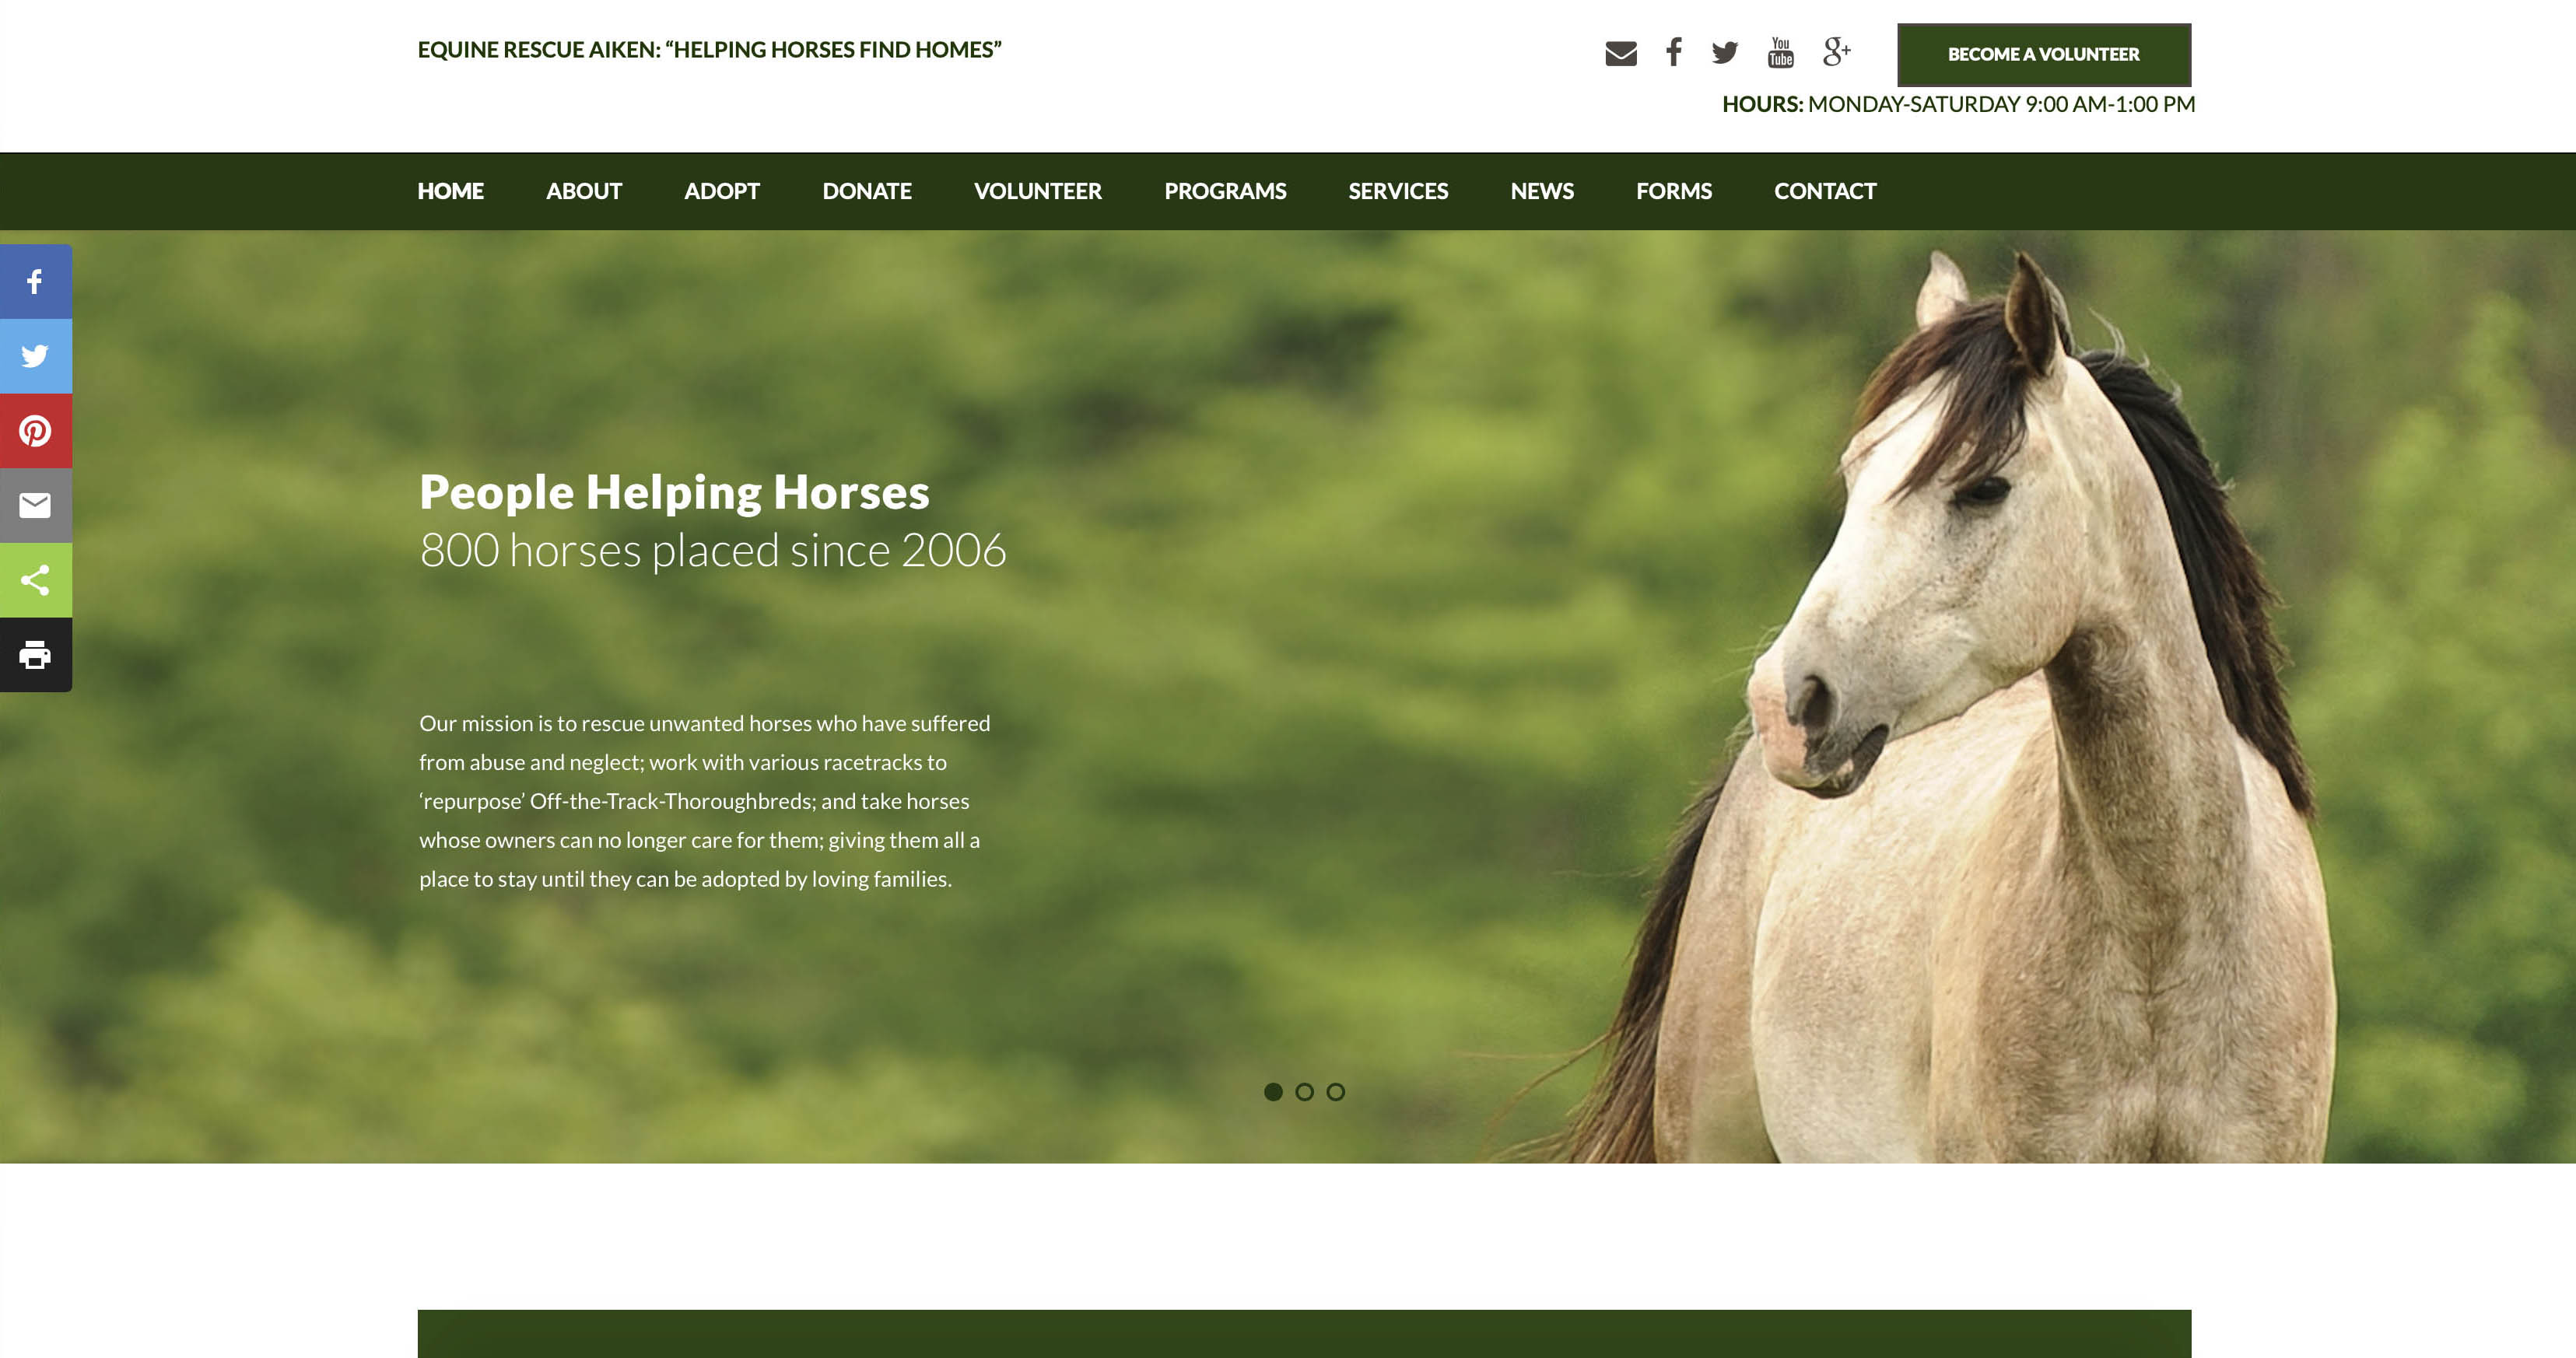 EQUINE RESCUE AIKEN: “HELPING HORSES FIND HOMES”
You
Tube
g+
BECOME A VOLUNTEER
HOURS: MONDAY-SATURDAY 9:00 AM-1:00 PM
HOME ABOUT ADOPT DONATE VOLUNTEER PROGRAMS SERVICES NEWS FORMS CONTACT
People Helping Horses
800 horses placed since 2006
Our mission is to rescue unwanted horses who have suffered
from abuse and neglect; work with various racetracks to
‘repurpose’ Off-the-Track-Thoroughbreds; and take horses
whose owners can no longer care for them; giving them all a
place to stay until they can be adopted by loving families.